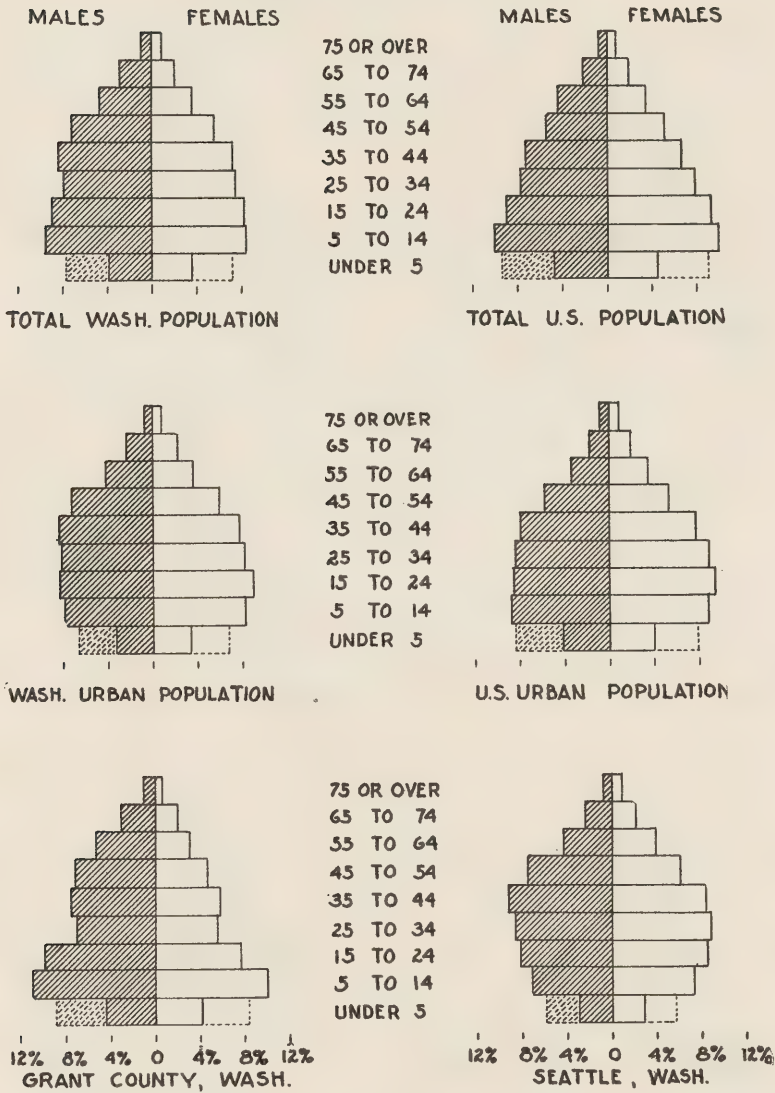 MALES FEMALES
MALES FEMALES
75 OR OVER
65 TO 74
55 TO 64
45 TO 54
35 TO 44
25 TO 34
15 TO 24
5 TO 14
UNDER 5
TOTAL WASH. POPULATION
TOTAL U.S. POPULATION
75 OR OVER
65 TO 74
55 TO 64
45 TO 54
35 TO 44
25 TO 34
15 TO 24
5 TO 14
UNDER 5
WASH. URBAN POPULATION
U.S. URBAN POPULATION
75 OR OVER
65 TO 74
55 TO 64
45 TO 54
35 TO 44
25 TO 34
15 TO 24
5 TO 14
UNDER 5
12% 8% 4% 0 4% 8% 12%
GRANT COUNTY, WASH.
12% 8% 4% 0 4% 8% 12%
SEATTLE, WASH.